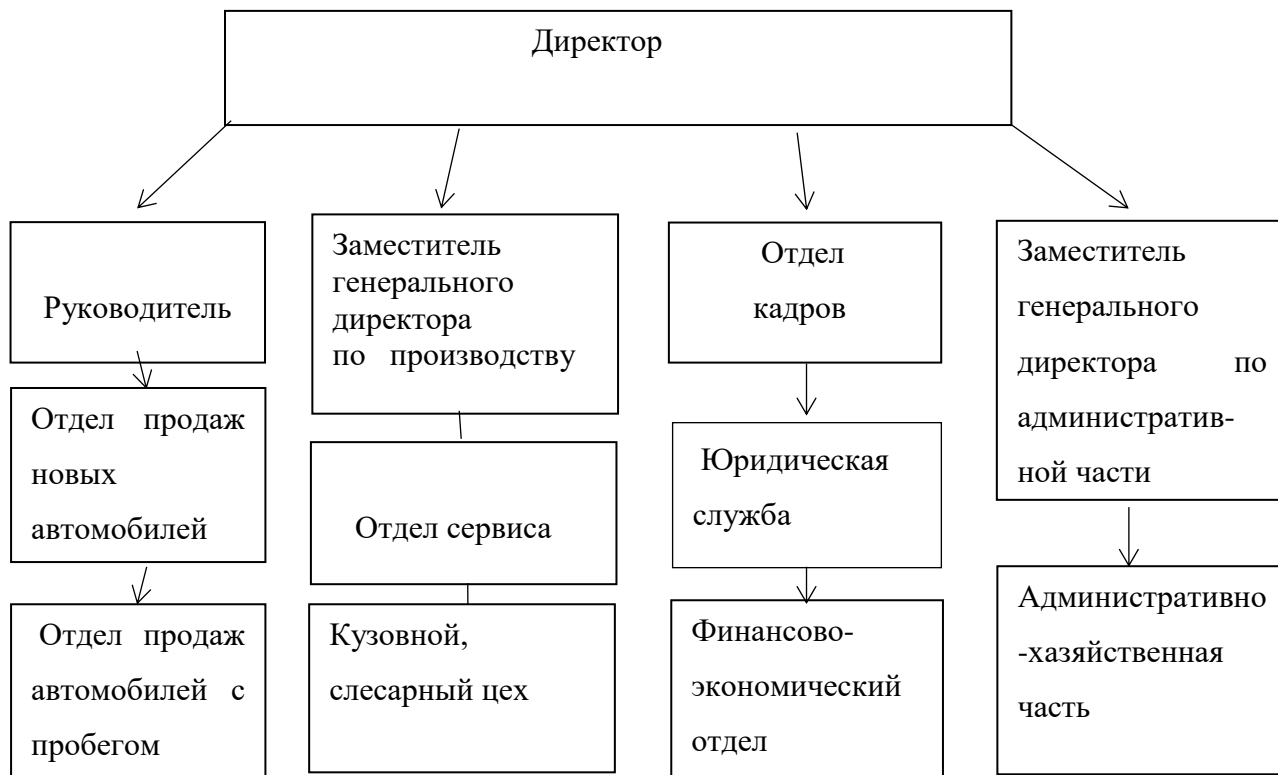 Директор
Руководитель
Отдел продаж
новых
автомобилей
Отдел продаж
автомобилей с
пробегом
Заместитель
генерального
директора
по производству
Отдел сервиса
Кузовной,
слесарный цех
Отдел
кадров
Юридическая
служба
Финансово-
экономический
отдел
Заместитель
генерального
директора по
административ-
ной части
Административно
-хазяйственная
часть